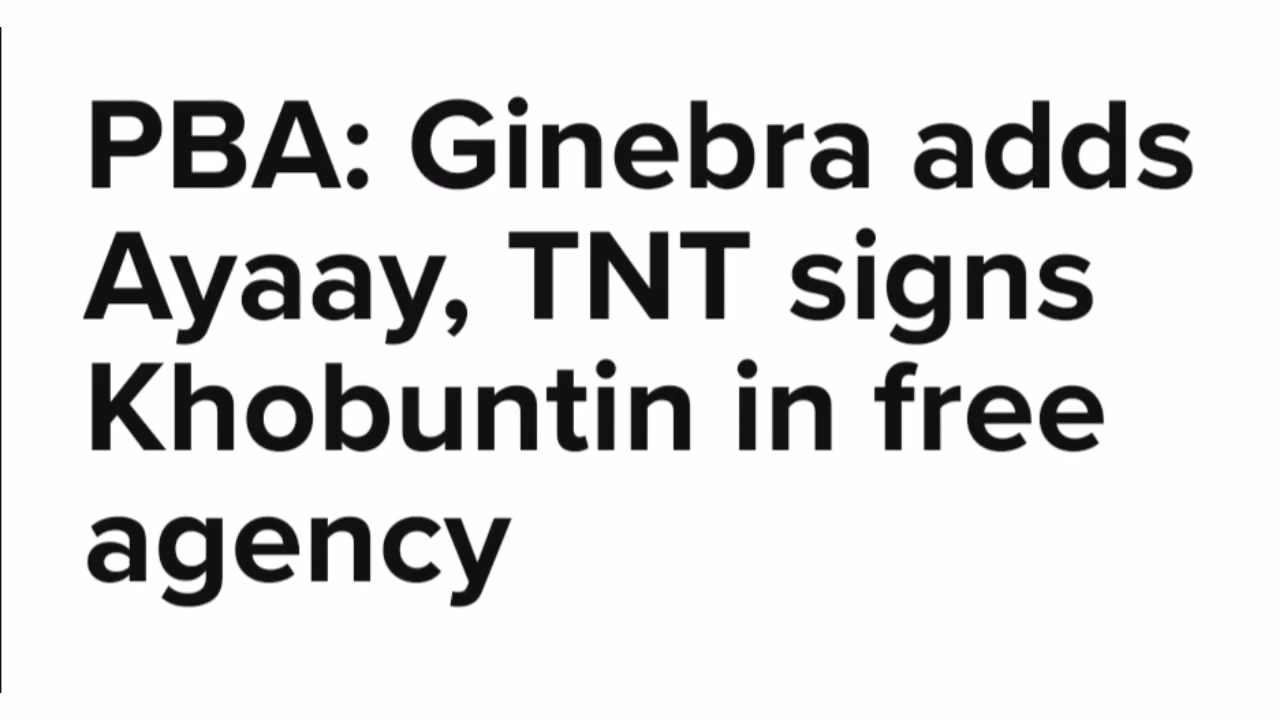 PBA: Ginebra adds
Ayaay, TNT signs
Khobuntin in free
agency